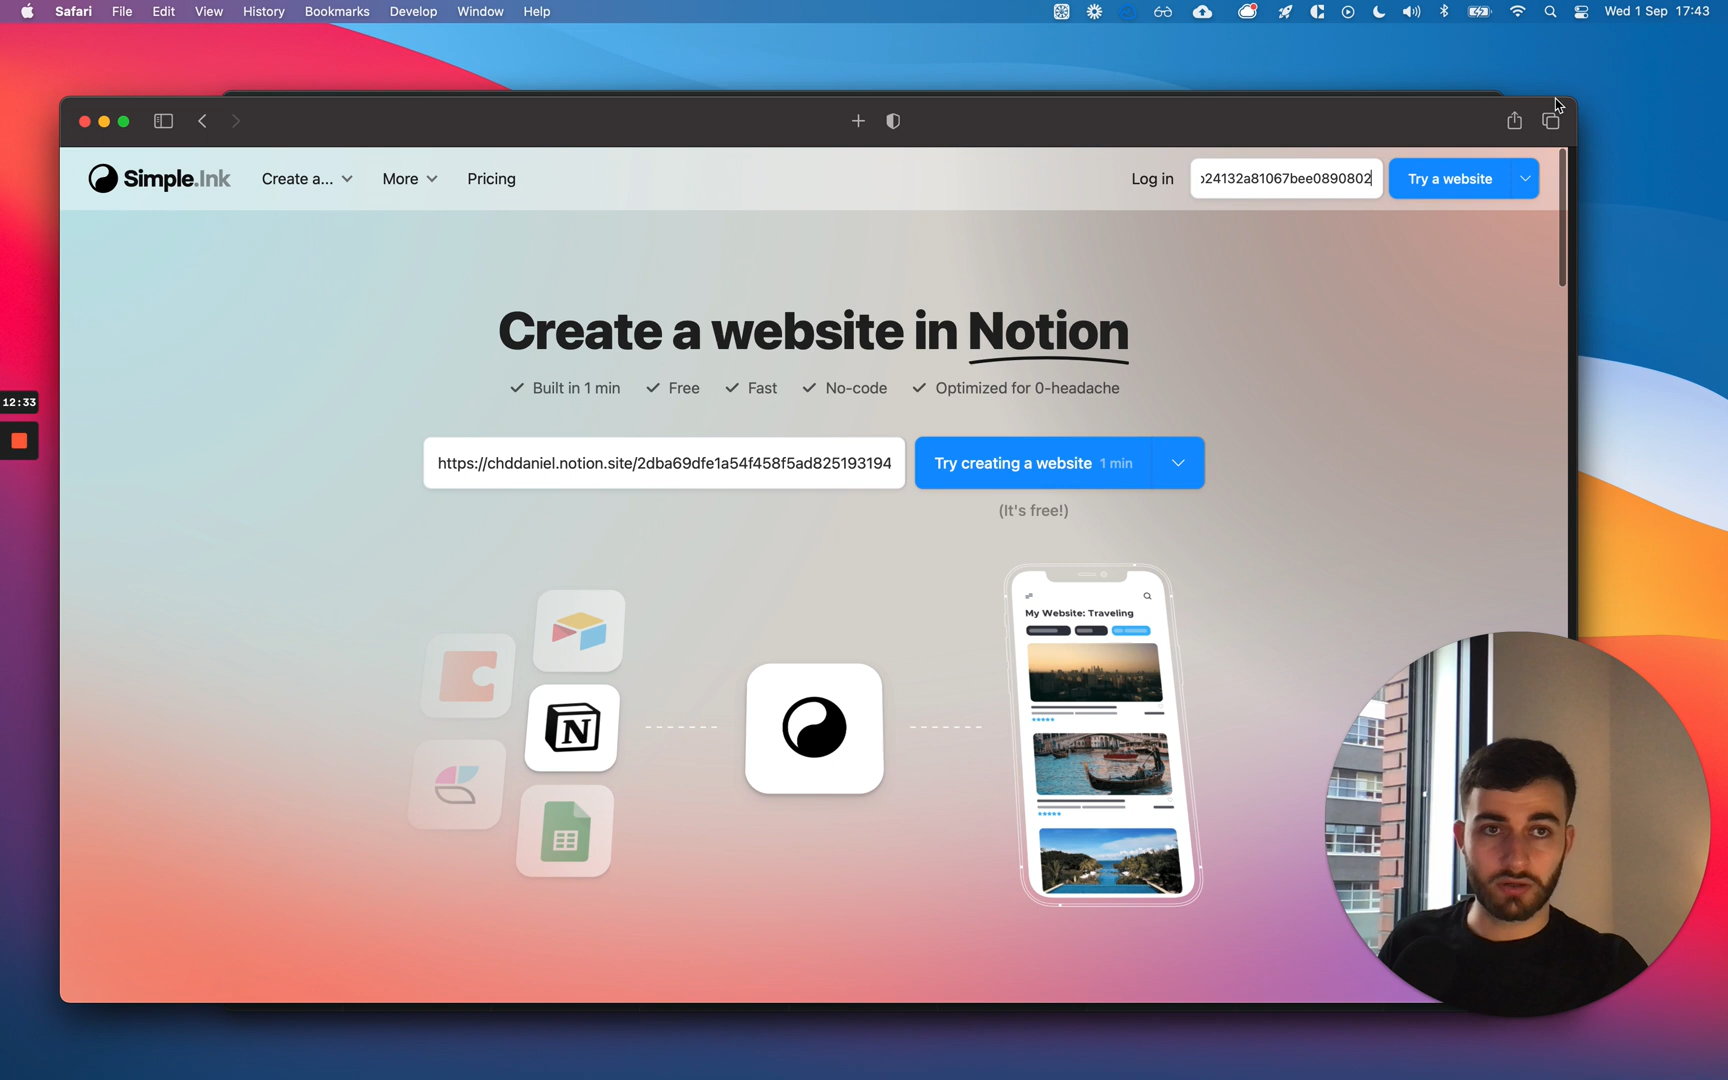 Safari File Edit View History Bookmarks Develop Window Help Wed 1 Sep 17:43
Simple.Ink Create a... More Pricing Log in 24132a81067bee0890802 Try a website
Create a website in Notion
Built in 1 min Free Fast No-code Optimized for 0-headache
12:33
https://chddaniel.notion.site/2dba69dfe1a54f458f5ad825193194 Try creating a website 1 min
(It's free!)
My Website: Traveling
N